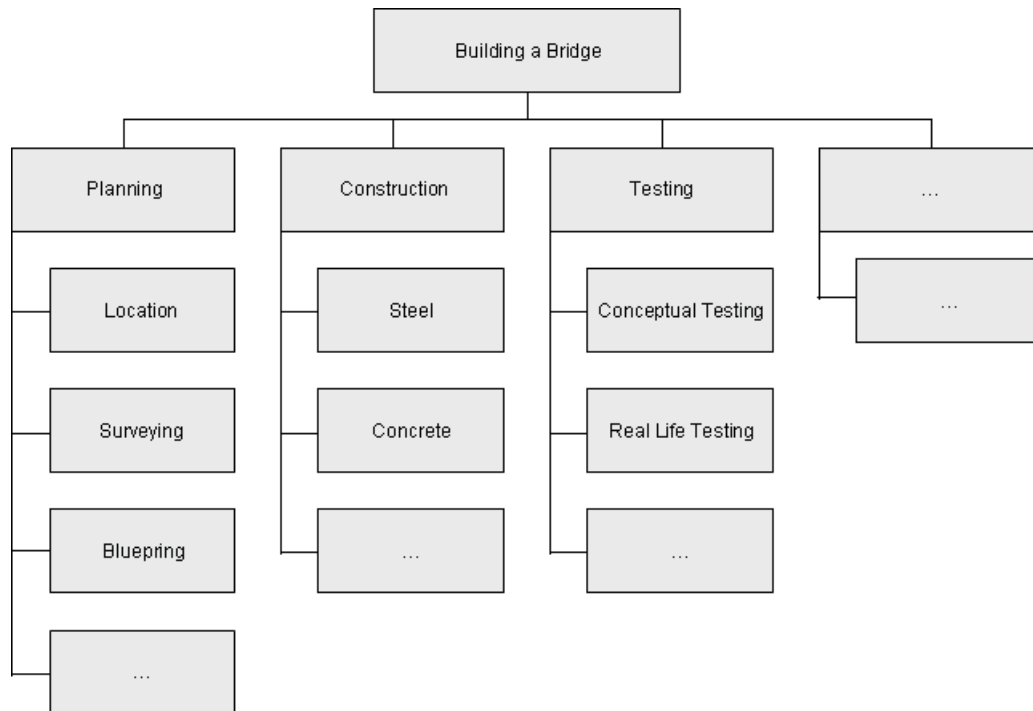 Building a Bridge
Planning
Construction
Testing
...
Location
Steel
Conceptual Testing
...
Surveying
Concrete
Real Life Testing
Bluepring
...
...
...